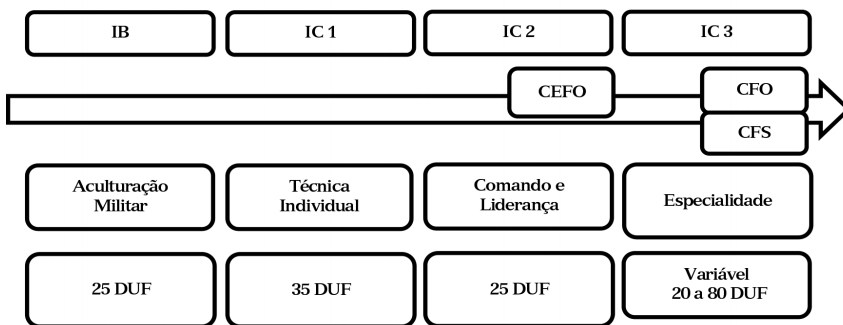 IB
IC 1
IC 2
IC 3
CEFO
CFO
CFS
Aculturação
Militar
Técnica
Individual
Comando e
Liderança
Especialidade
25 DUF
35 DUF
25 DUF
Variável
20 a 80 DUF